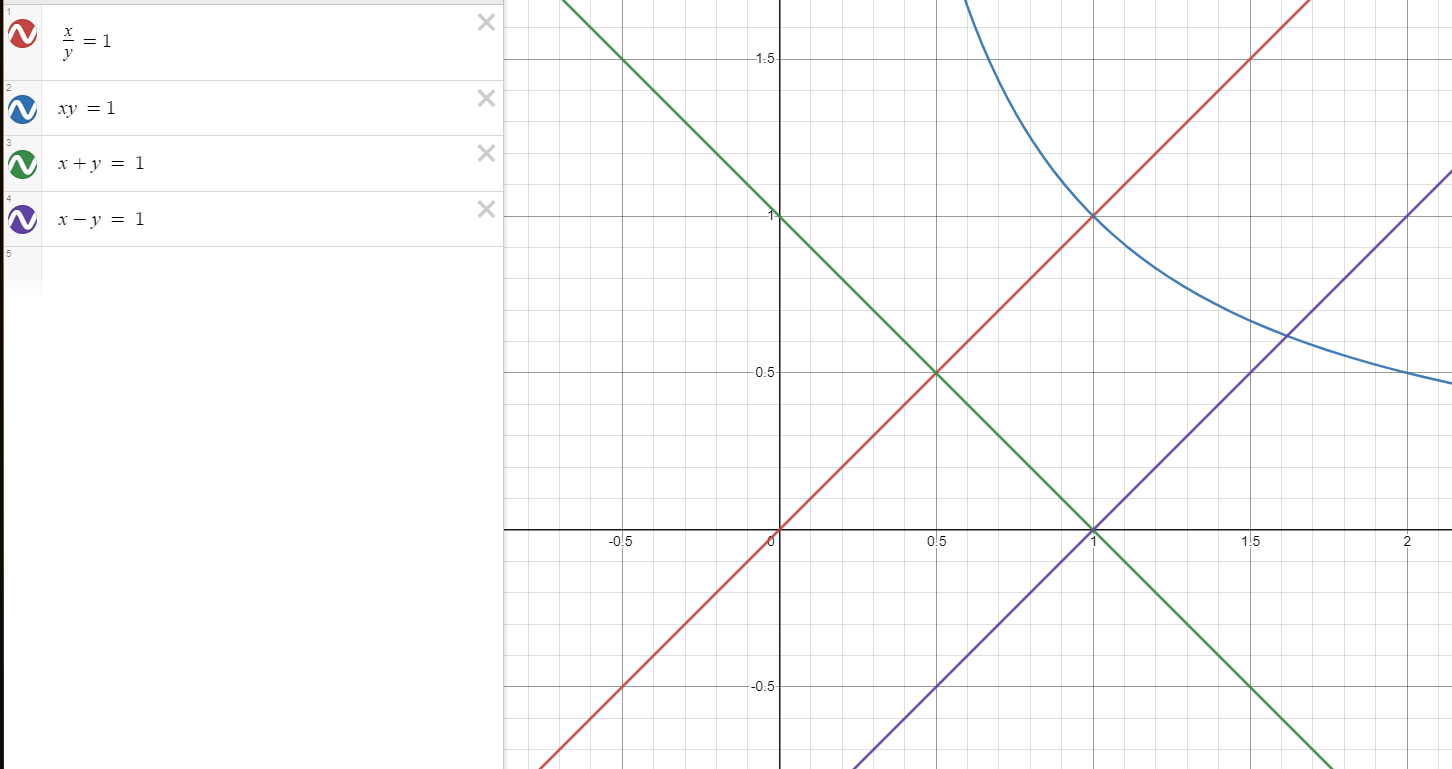 1
x/y = 1
2
xy = 1
3
x + y = 1
4
x − y = 1
5
1.5
1
0.5
-0.5 0 0.5 1 1.5 2
-0.5